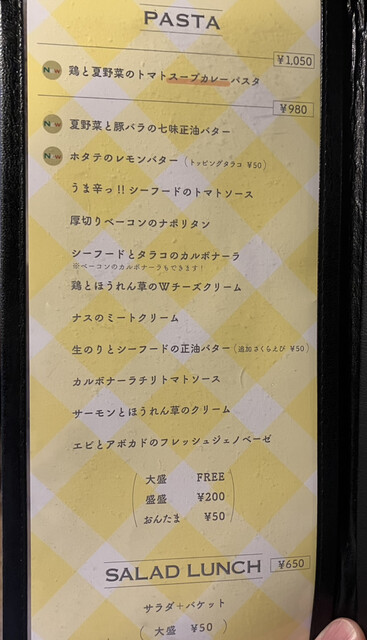 PASTA
¥1,050
New 鶏と夏野菜のトマトスープカレーパスタ
¥980
New 夏野菜と豚バラの七味正油バター
New ホタテのレモンバター (トッピングタラコ ¥50)
うま辛っ!! シーフードのトマトソース
厚切りベーコンのナポリタン
シーフードとタラコのカルボナーラ
※ベーコンのカルボナーラもできます!
鶏とほうれん草のWチーズクリーム
ナスのミートクリーム
生のりとシーフードの正油バター (追加さくらえび ¥50)
カルボナーラチリトマトソース
サーモンとほうれん草のクリーム
エビとアボカドのフレッシュジェノベーゼ
(大盛 FREE
盛盛 ¥200
おんたま ¥50)
SALAD LUNCH ¥650
サラダ+バケット
(大盛 ¥50)